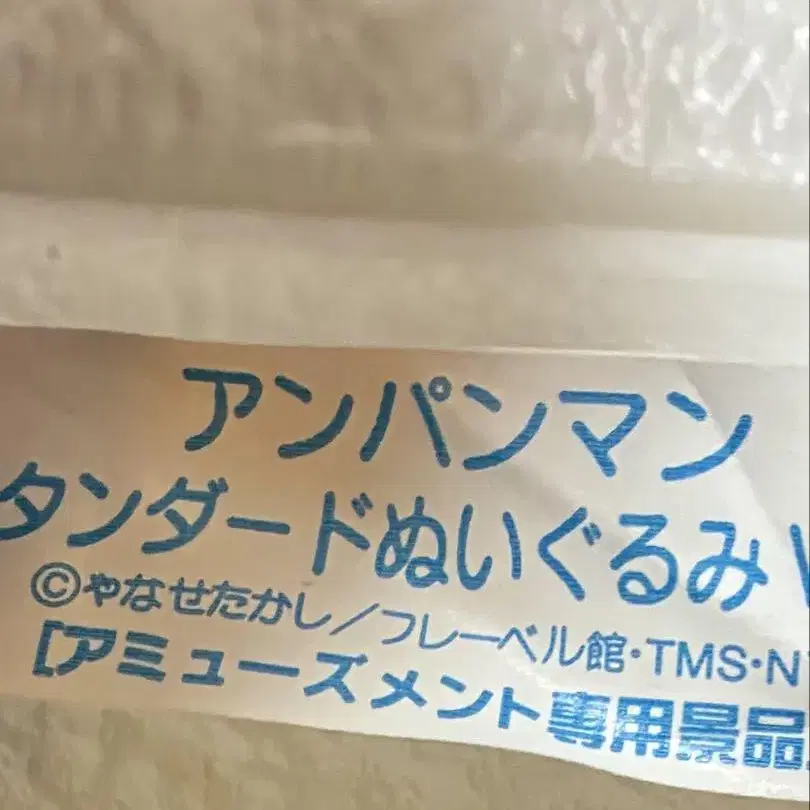 アンパンマン
タンダードぬいぐるみ
©やなせたかし/フレーベル館・TMS・N
[アミューズメント専用景品